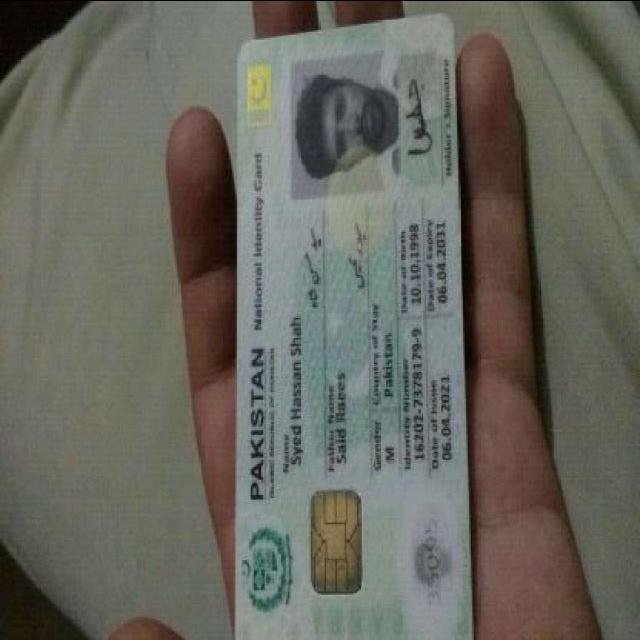 PAKISTAN National Identity Card
ISLAMIC REPUBLIC OF PAKISTAN
Name
Syed Hassan Shah
Father Name
Said Raees
Gender Country of Stay
M Pakistan
Identity Number Date of Birth
16202-7378179-9 10.10.1998
Date of Issue Date of Expiry
06.04.2021 06.04.2031
Holder's Signature